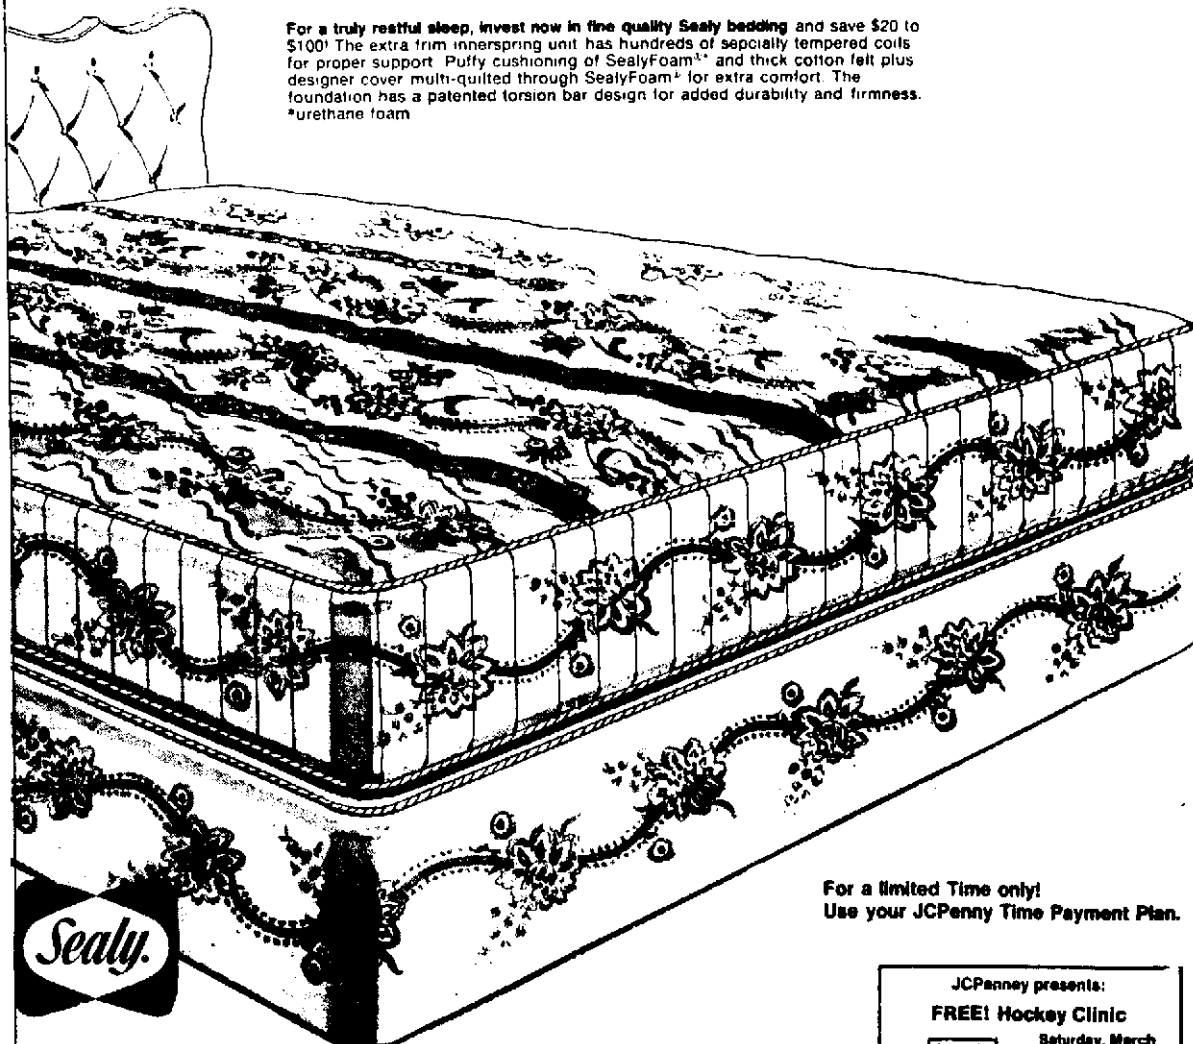 For a truly restful sleep, invest now in fine quality Sealy bedding and save $20 to
$100! The extra firm innerspring unit has hundreds of sepcially tempered coils
for proper support. Puffy cushioning of SealyFoam®* and thick cotton felt plus
designer cover multi-quilted through SealyFoam® for extra comfort. The
foundation has a patented torsion bar design for added durability and firmness.
*urethane foam
Sealy.
For a limited Time only!
Use your JCPenny Time Payment Plan.
JCPenney presents:
FREE! Hockey Clinic
Saturday, March